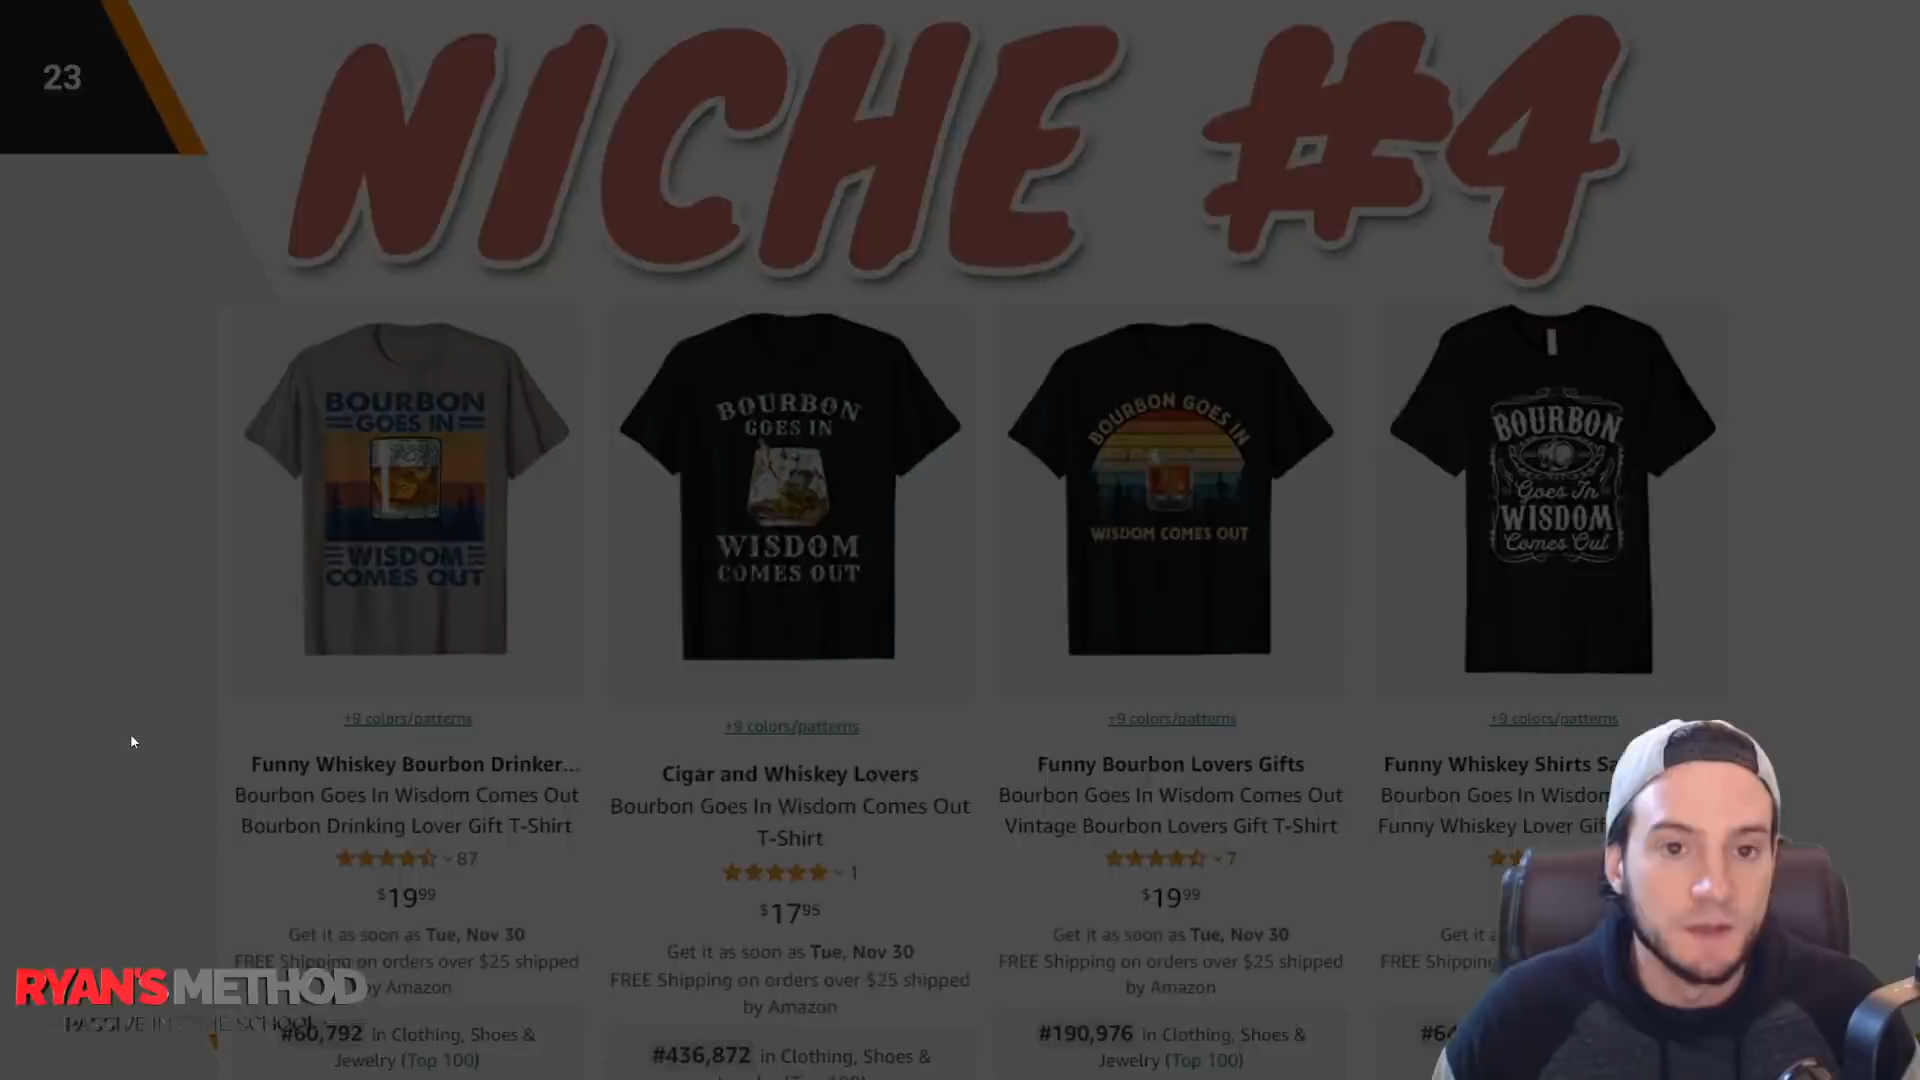 23
NICHE #4
BOURBON
GOES IN
WISDOM
COMES OUT
BOURBON
GOES IN
WISDOM
COMES OUT
BOURBON GOES IN
WISDOM COMES OUT
BOURBON
Goes In
WISDOM
Comes Out
+9 colors/patterns
+9 colors/patterns
+9 colors/patterns
+9 colors/patterns
Funny Whiskey Bourbon Drinker...
Bourbon Goes In Wisdom Comes Out
Bourbon Drinking Lover Gift T-Shirt
87
$19.99
Get it as soon as Tue, Nov 30
FREE Shipping on orders over $25 shipped
by Amazon
#60,792 in Clothing, Shoes &
Jewelry (Top 100)
Cigar and Whiskey Lovers
Bourbon Goes In Wisdom Comes Out
T-Shirt
1
$17.95
Get it as soon as Tue, Nov 30
FREE Shipping on orders over $25 shipped
by Amazon
#436,872 in Clothing, Shoes &
Funny Bourbon Lovers Gifts
Bourbon Goes In Wisdom Comes Out
Vintage Bourbon Lovers Gift T-Shirt
7
$19.99
Get it as soon as Tue, Nov 30
FREE Shipping on orders over $25 shipped
by Amazon
#190,976 in Clothing, Shoes &
Jewelry (Top 100)
Funny Whiskey Shirts
Bourbon Goes In
Funny Whiskey Lover
Get it
FREE Shipping
RYAN'S METHOD
PASSIVE INCOME SCHOOL